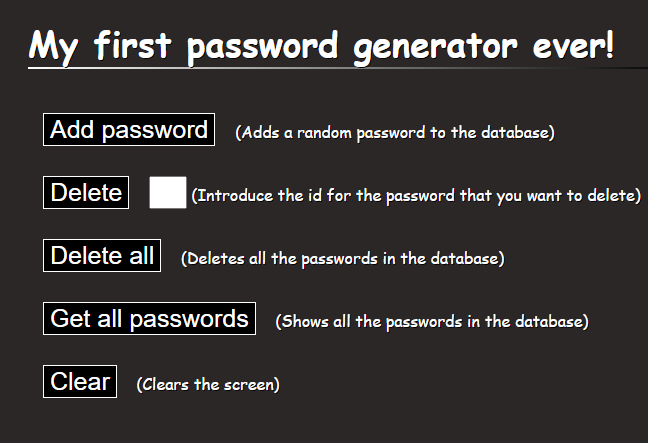 My first password generator ever!
Add password (Adds a random password to the database)
Delete (Introduce the id for the password that you want to delete)
Delete all (Deletes all the passwords in the database)
Get all passwords (Shows all the passwords in the database)
Clear (Clears the screen)